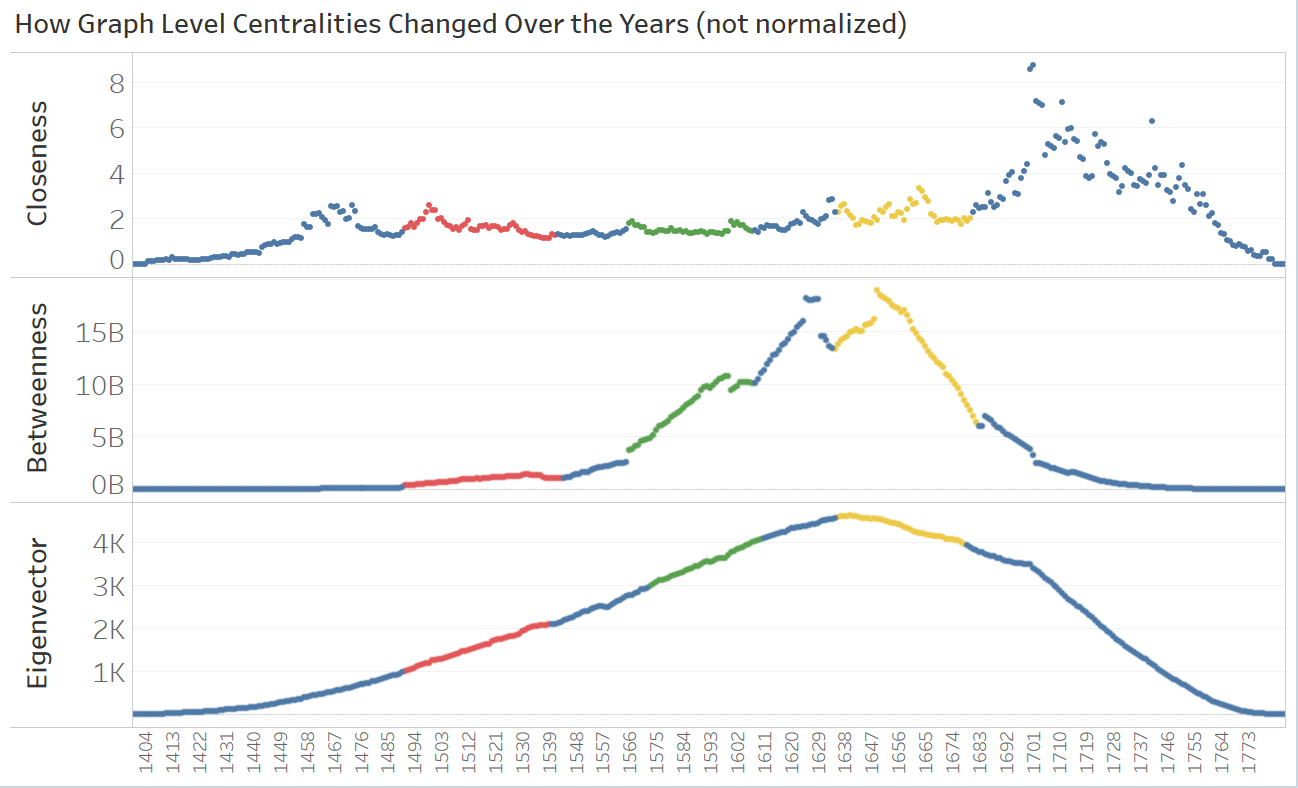 How Graph Level Centralities Changed Over the Years (not normalized)
Closeness
8
6
4
2
0
Betweenness
15B
10B
5B
0B
Eigenvector
4K
3K
2K
1K
1404 1413 1422 1431 1440 1449 1458 1467 1476 1485 1494 1503 1512 1521 1530 1539 1548 1557 1566 1575 1584 1593 1602 1611 1620 1629 1638 1647 1656 1665 1674 1683 1692 1701 1710 1719 1728 1737 1746 1755 1764 1773